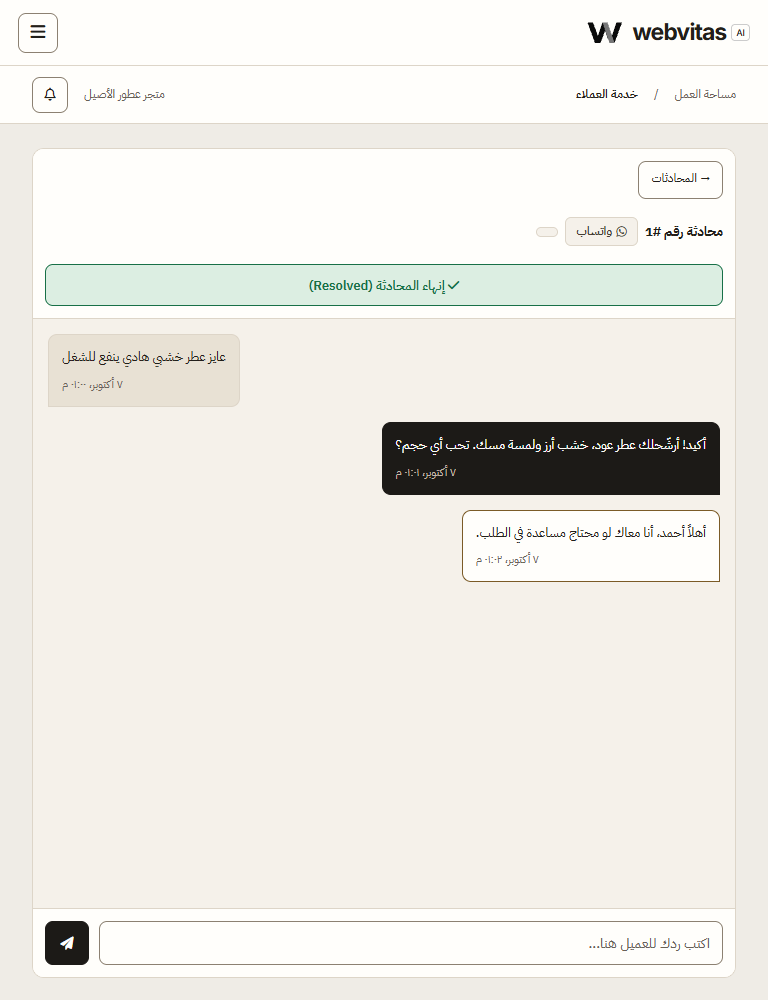 webvitas AI
مساحة العمل / خدمة العملاء
متجر عطور الأصيل
→ المحادثات
محادثة رقم #1
واتساب
إنهاء المحادثة (Resolved)
عايز عطر خشبي هادي ينفع للشغل
٧ أكتوبر، ٠١:٠٠ م
أكيد! أرشّحلك عطر عود، خشب أرز ولمسة مسك. تحب أي حجم؟
٧ أكتوبر، ٠١:٠١ م
أهلاً أحمد، أنا معاك لو محتاج مساعدة في الطلب.
٧ أكتوبر، ٠١:٠٢ م
اكتب ردك للعميل هنا...